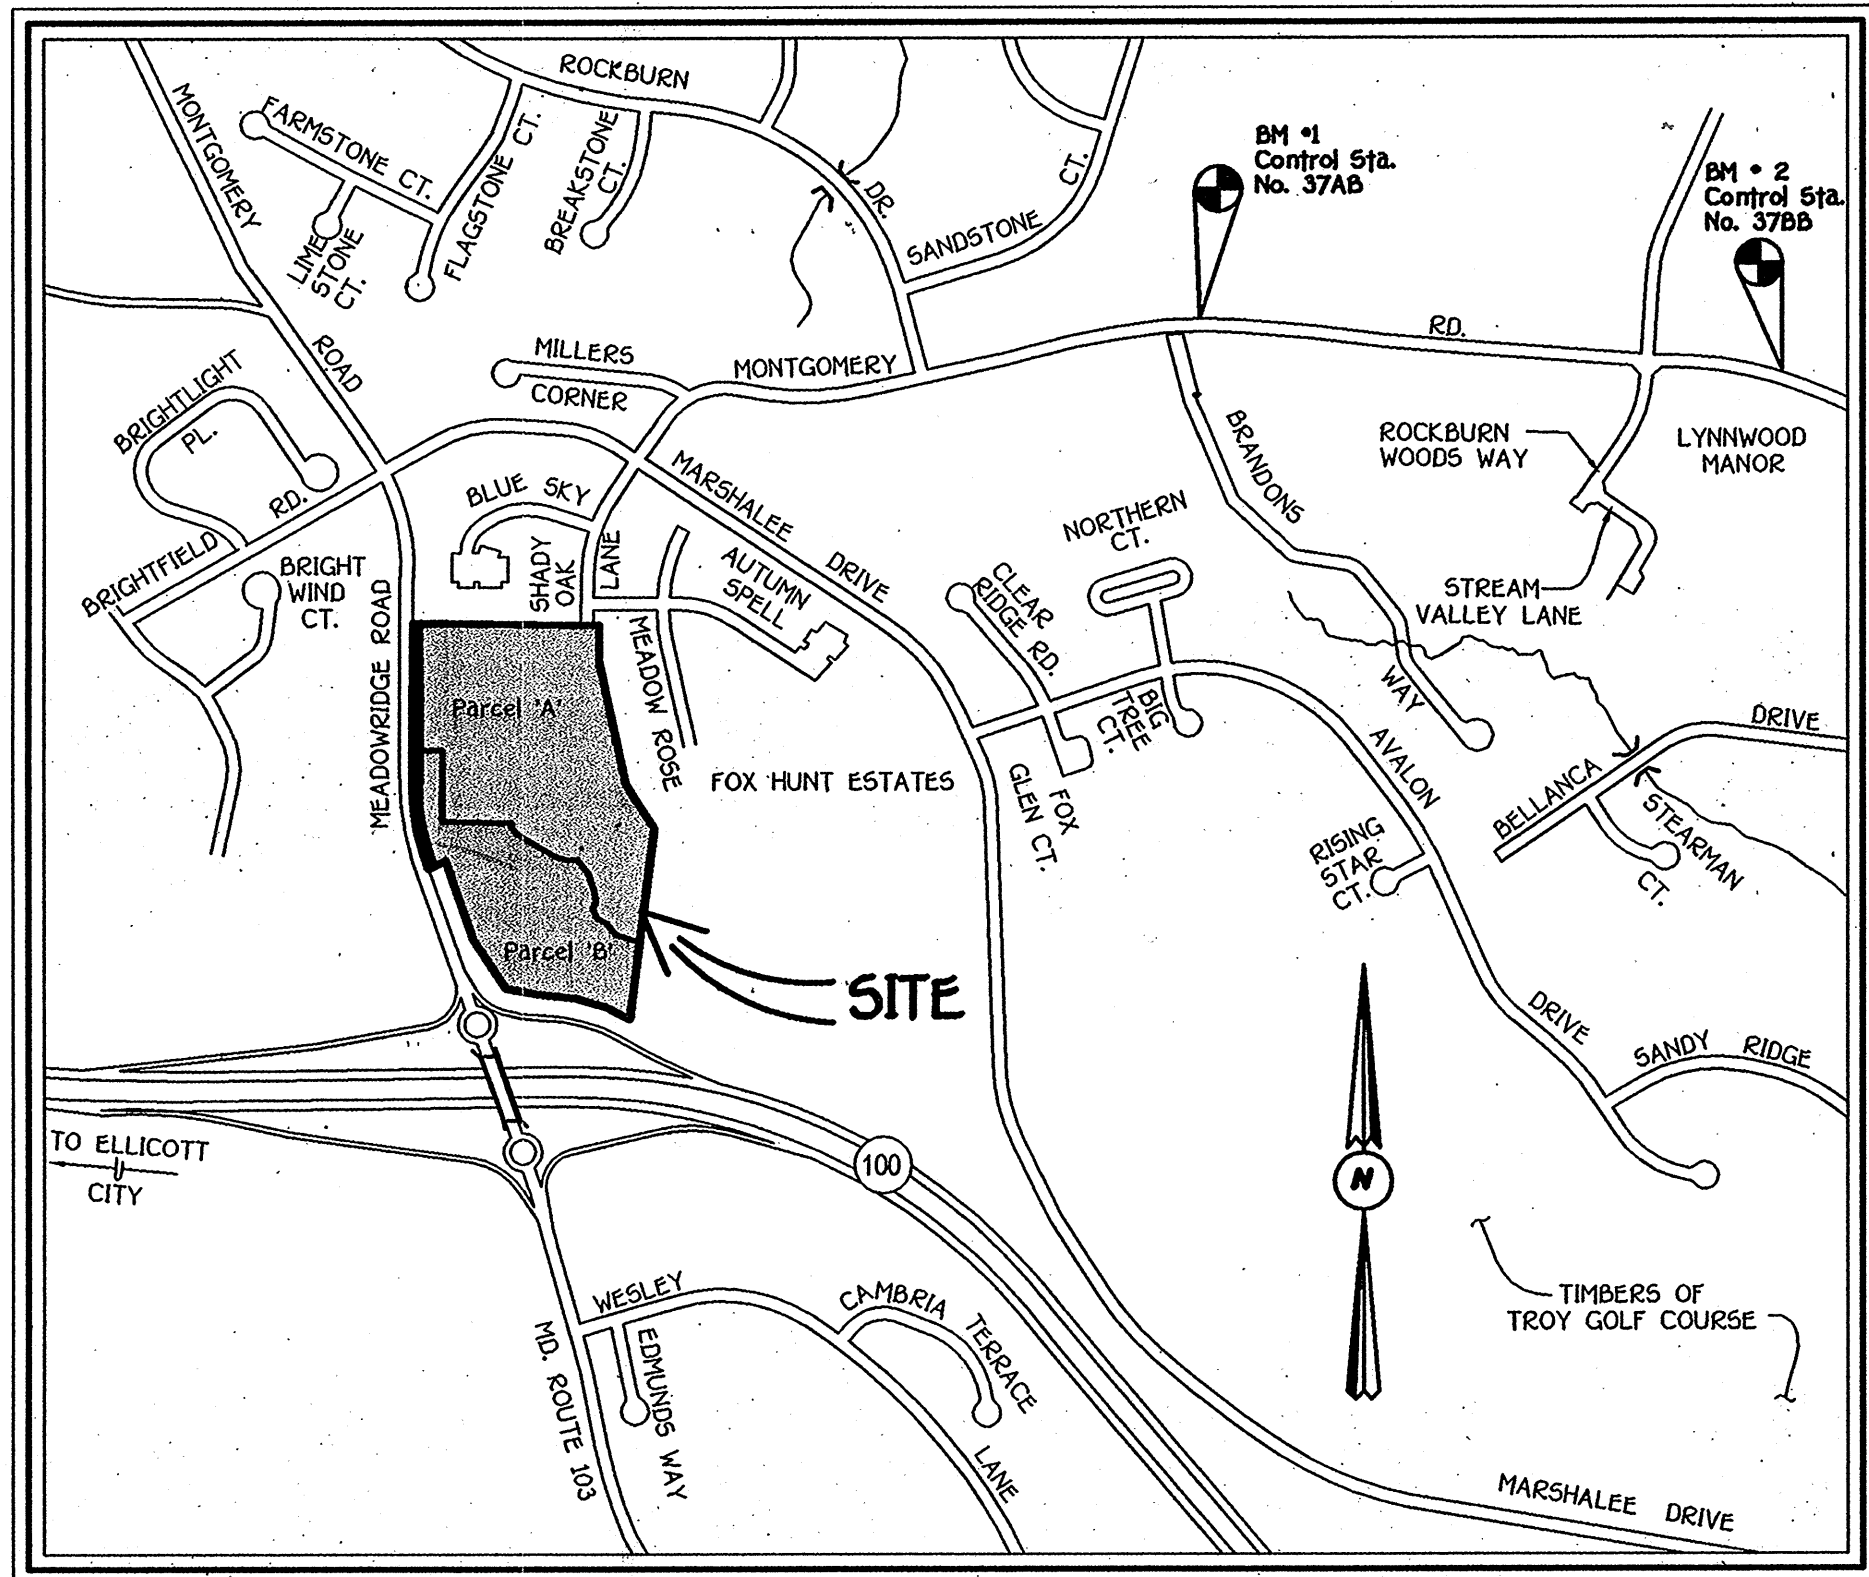 ROCKBURN
DR.
MONTGOMERY
ROAD
FARMSTONE CT.
LIME
STONE
CT.
FLAGSTONE CT.
BREAKSTONE
CT.
SANDSTONE
CT.
BM #1
Control Sta.
No. 37AB
BM # 2
Control Sta.
No. 37BB
MILLERS
CORNER
MONTGOMERY
RD.
BRIGHTLIGHT
PL.
BRIGHTFIELD
RD.
BRIGHT
WIND
CT.
BLUE SKY
SHADY
OAK
LANE
MARSHALEE
DRIVE
AUTUMN
SPELL
MEADOW ROSE
MEADOWRIDGE ROAD
Parcel 'A'
Parcel 'B'
SITE
FOX HUNT ESTATES
CLEAR
RIDGE RD.
NORTHERN
CT.
BIG
TREE
CT.
FOX
GLEN CT.
BRANDONS
WAY
ROCKBURN
WOODS WAY
LYNNWOOD
MANOR
STREAM
VALLEY LANE
AVALON
DRIVE
RISING
STAR
CT.
BELLANCA
DRIVE
STEARMAN
CT.
SANDY RIDGE
N
TO ELLICOTT
CITY
100
WESLEY
LANE
EDMUNDS WAY
CAMBRIA
TERRACE
MD. ROUTE 103
TIMBERS OF
TROY GOLF COURSE
MARSHALEE DRIVE